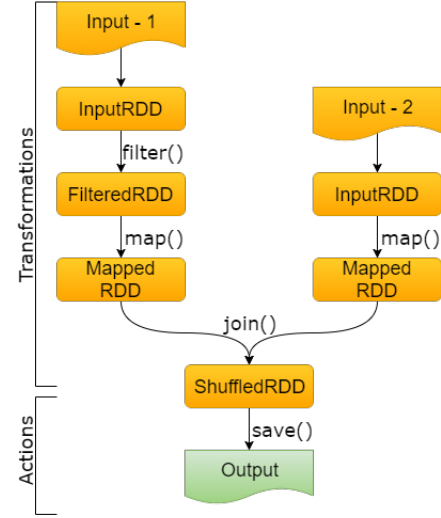 Input - 1
InputRDD
filter()
FilteredRDD
map()
Mapped
RDD
Input - 2
InputRDD
map()
Mapped
RDD
join()
ShuffledRDD
save()
Output
Transformations
Actions